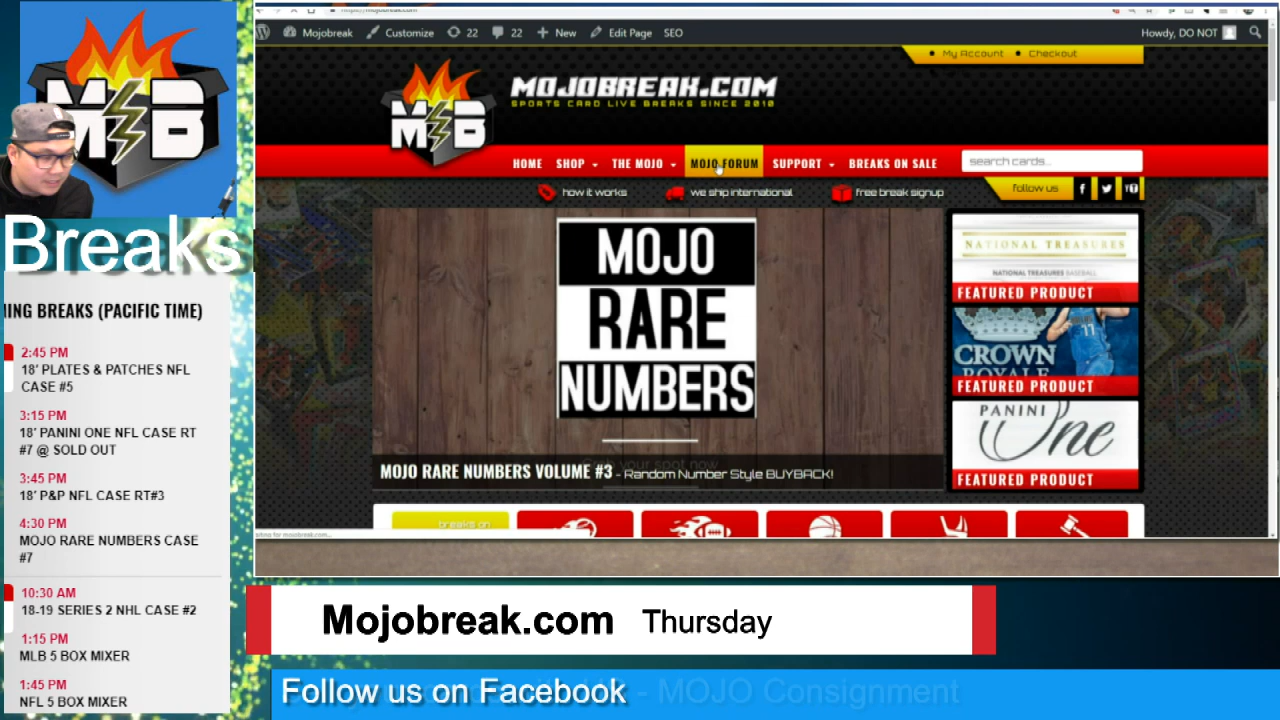 M B
Breaks
ING BREAKS (PACIFIC TIME)
2:45 PM
18' PLATES & PATCHES NFL
CASE #5
3:15 PM
18' PANINI ONE NFL CASE RT
#7 @ SOLD OUT
3:45 PM
18' P&P NFL CASE RT#3
4:30 PM
MOJO RARE NUMBERS CASE
#7
10:30 AM
18-19 SERIES 2 NHL CASE #2
1:15 PM
MLB 5 BOX MIXER
1:45 PM
NFL 5 BOX MIXER
Mojobreak Customize 22 22 New Edit Page SEO Howdy, DO NOT
My Account Checkout
M B
MOJOBREAK.COM
SPORTS CARD LIVE BREAKS SINCE 2010
HOME SHOP THE MOJO MOJO FORUM SUPPORT BREAKS ON SALE search cards...
how it works we ship international free break signup follow us
MOJO
RARE
NUMBERS
MOJO RARE NUMBERS VOLUME #3 - Random Number Style BUYBACK!
NATIONAL TREASURES
NATIONAL TREASURES BASEBALL
FEATURED PRODUCT
CROWN
ROYALE
77
FEATURED PRODUCT
PANINI
One
FEATURED PRODUCT
breaks on
Mojobreak.com Thursday
Follow us on Facebook - MOJO Consignment